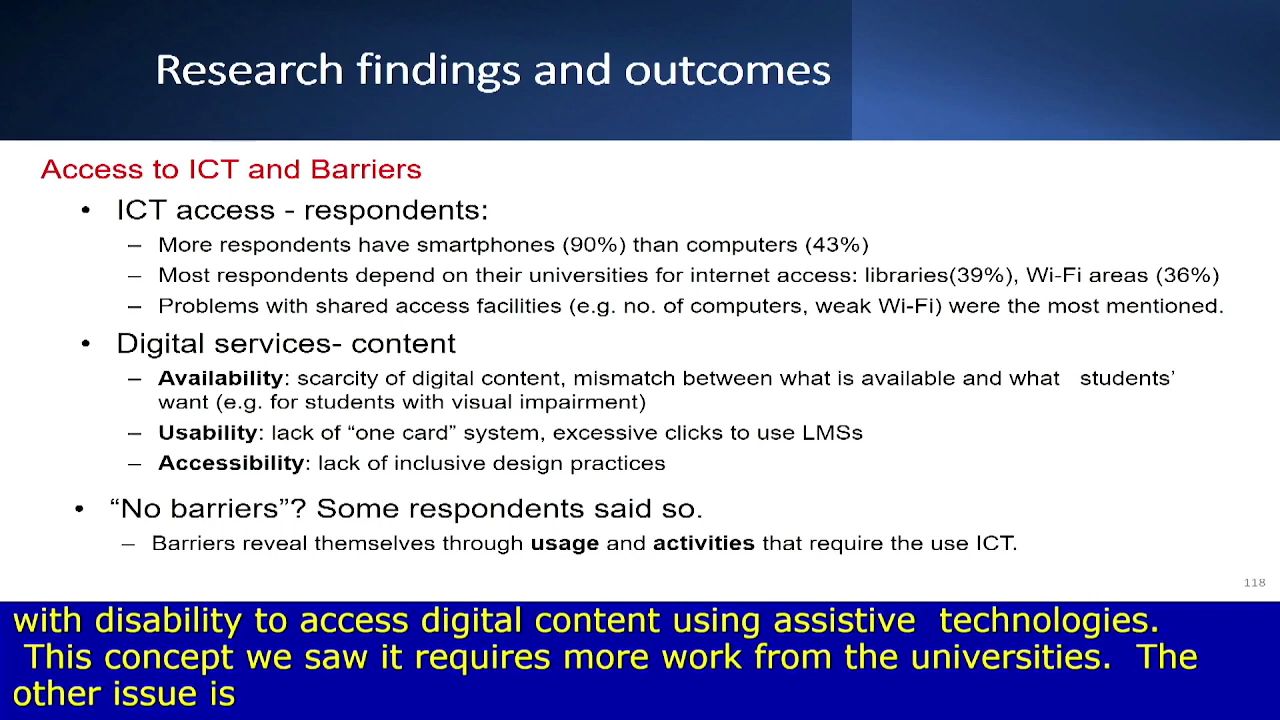 Research findings and outcomes
Access to ICT and Barriers
• ICT access - respondents:
– More respondents have smartphones (90%) than computers (43%)
– Most respondents depend on their universities for internet access: libraries(39%), Wi-Fi areas (36%)
– Problems with shared access facilities (e.g. no. of computers, weak Wi-Fi) were the most mentioned.
• Digital services- content
– Availability: scarcity of digital content, mismatch between what is available and what students’
want (e.g. for students with visual impairment)
– Usability: lack of “one card” system, excessive clicks to use LMSs
– Accessibility: lack of inclusive design practices
• “No barriers”? Some respondents said so.
– Barriers reveal themselves through usage and activities that require the use ICT.
118
with disability to access digital content using assistive technologies.
This concept we saw it requires more work from the universities. The
other issue is